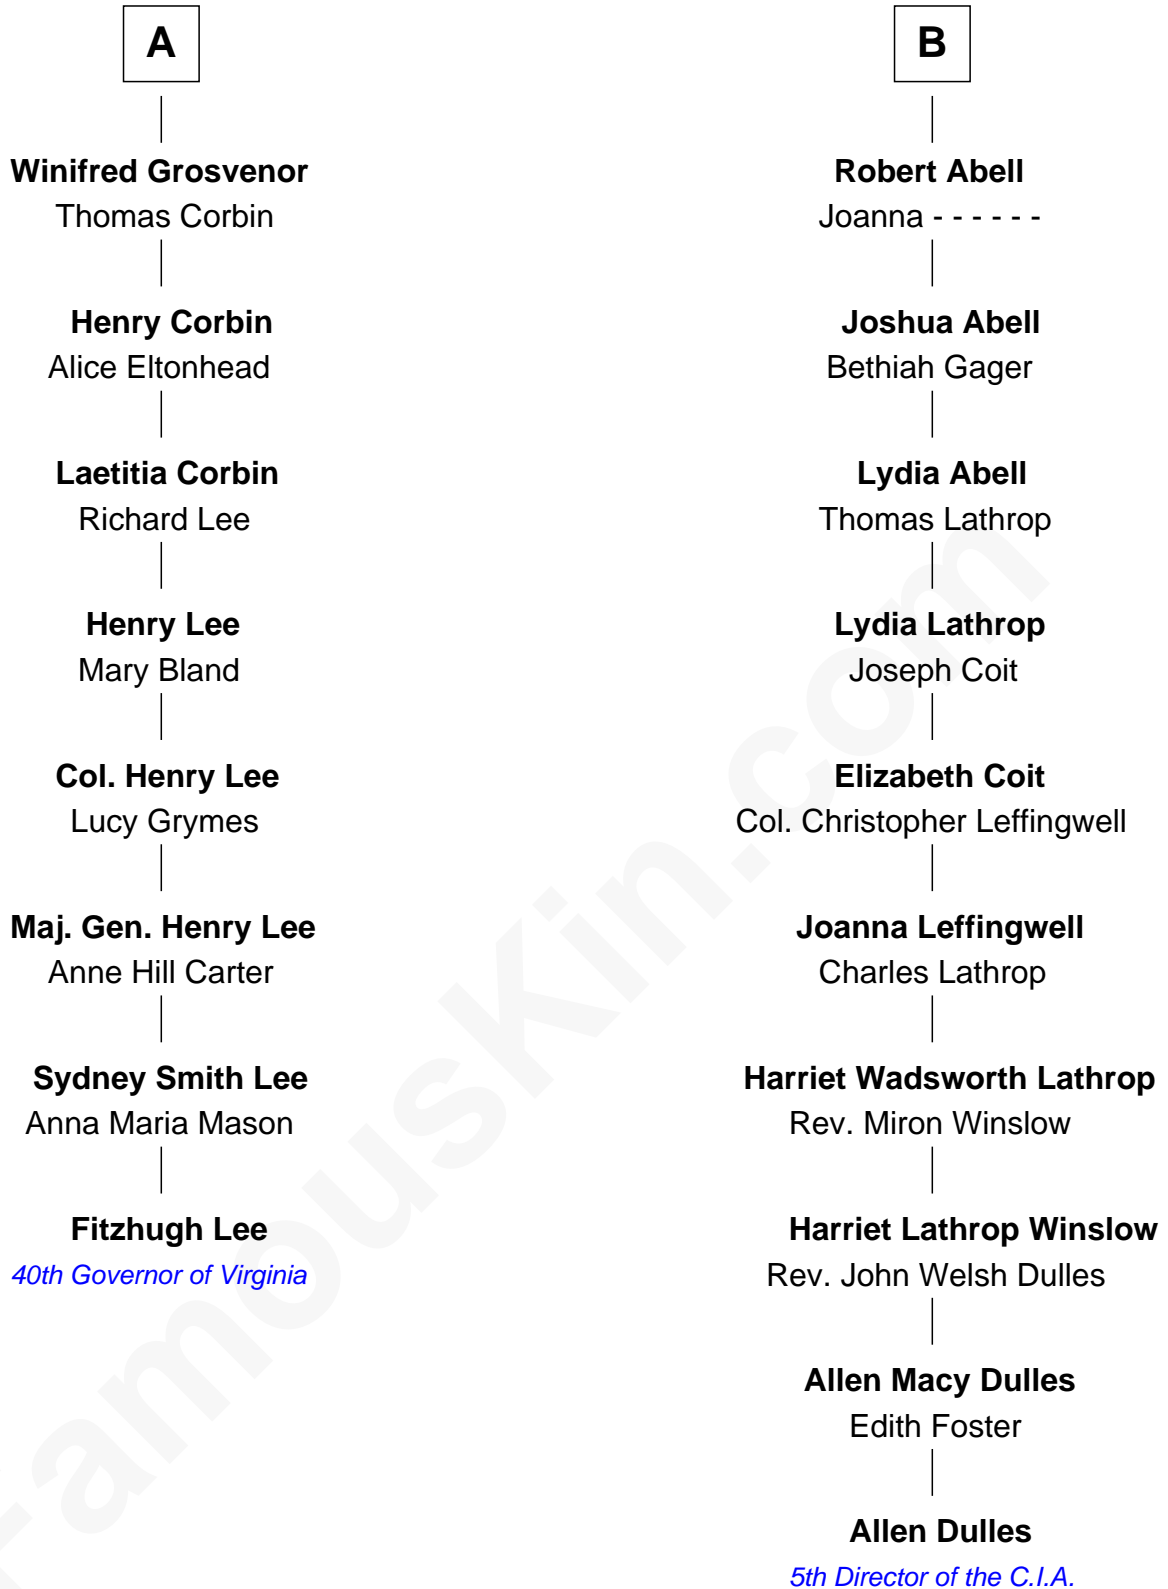 A
Winifred Grosvenor
Thomas Corbin
Henry Corbin
Alice Eltonhead
Laetitia Corbin
Richard Lee
Henry Lee
Mary Bland
Col. Henry Lee
Lucy Grymes
Maj. Gen. Henry Lee
Anne Hill Carter
Sydney Smith Lee
Anna Maria Mason
Fitzhugh Lee
40th Governor of Virginia
B
Robert Abell
Joanna - - - - - -
Joshua Abell
Bethiah Gager
Lydia Abell
Thomas Lathrop
Lydia Lathrop
Joseph Coit
Elizabeth Coit
Col. Christopher Leffingwell
Joanna Leffingwell
Charles Lathrop
Harriet Wadsworth Lathrop
Rev. Miron Winslow
Harriet Lathrop Winslow
Rev. John Welsh Dulles
Allen Macy Dulles
Edith Foster
Allen Dulles
5th Director of the C.I.A.
FamousKin.com